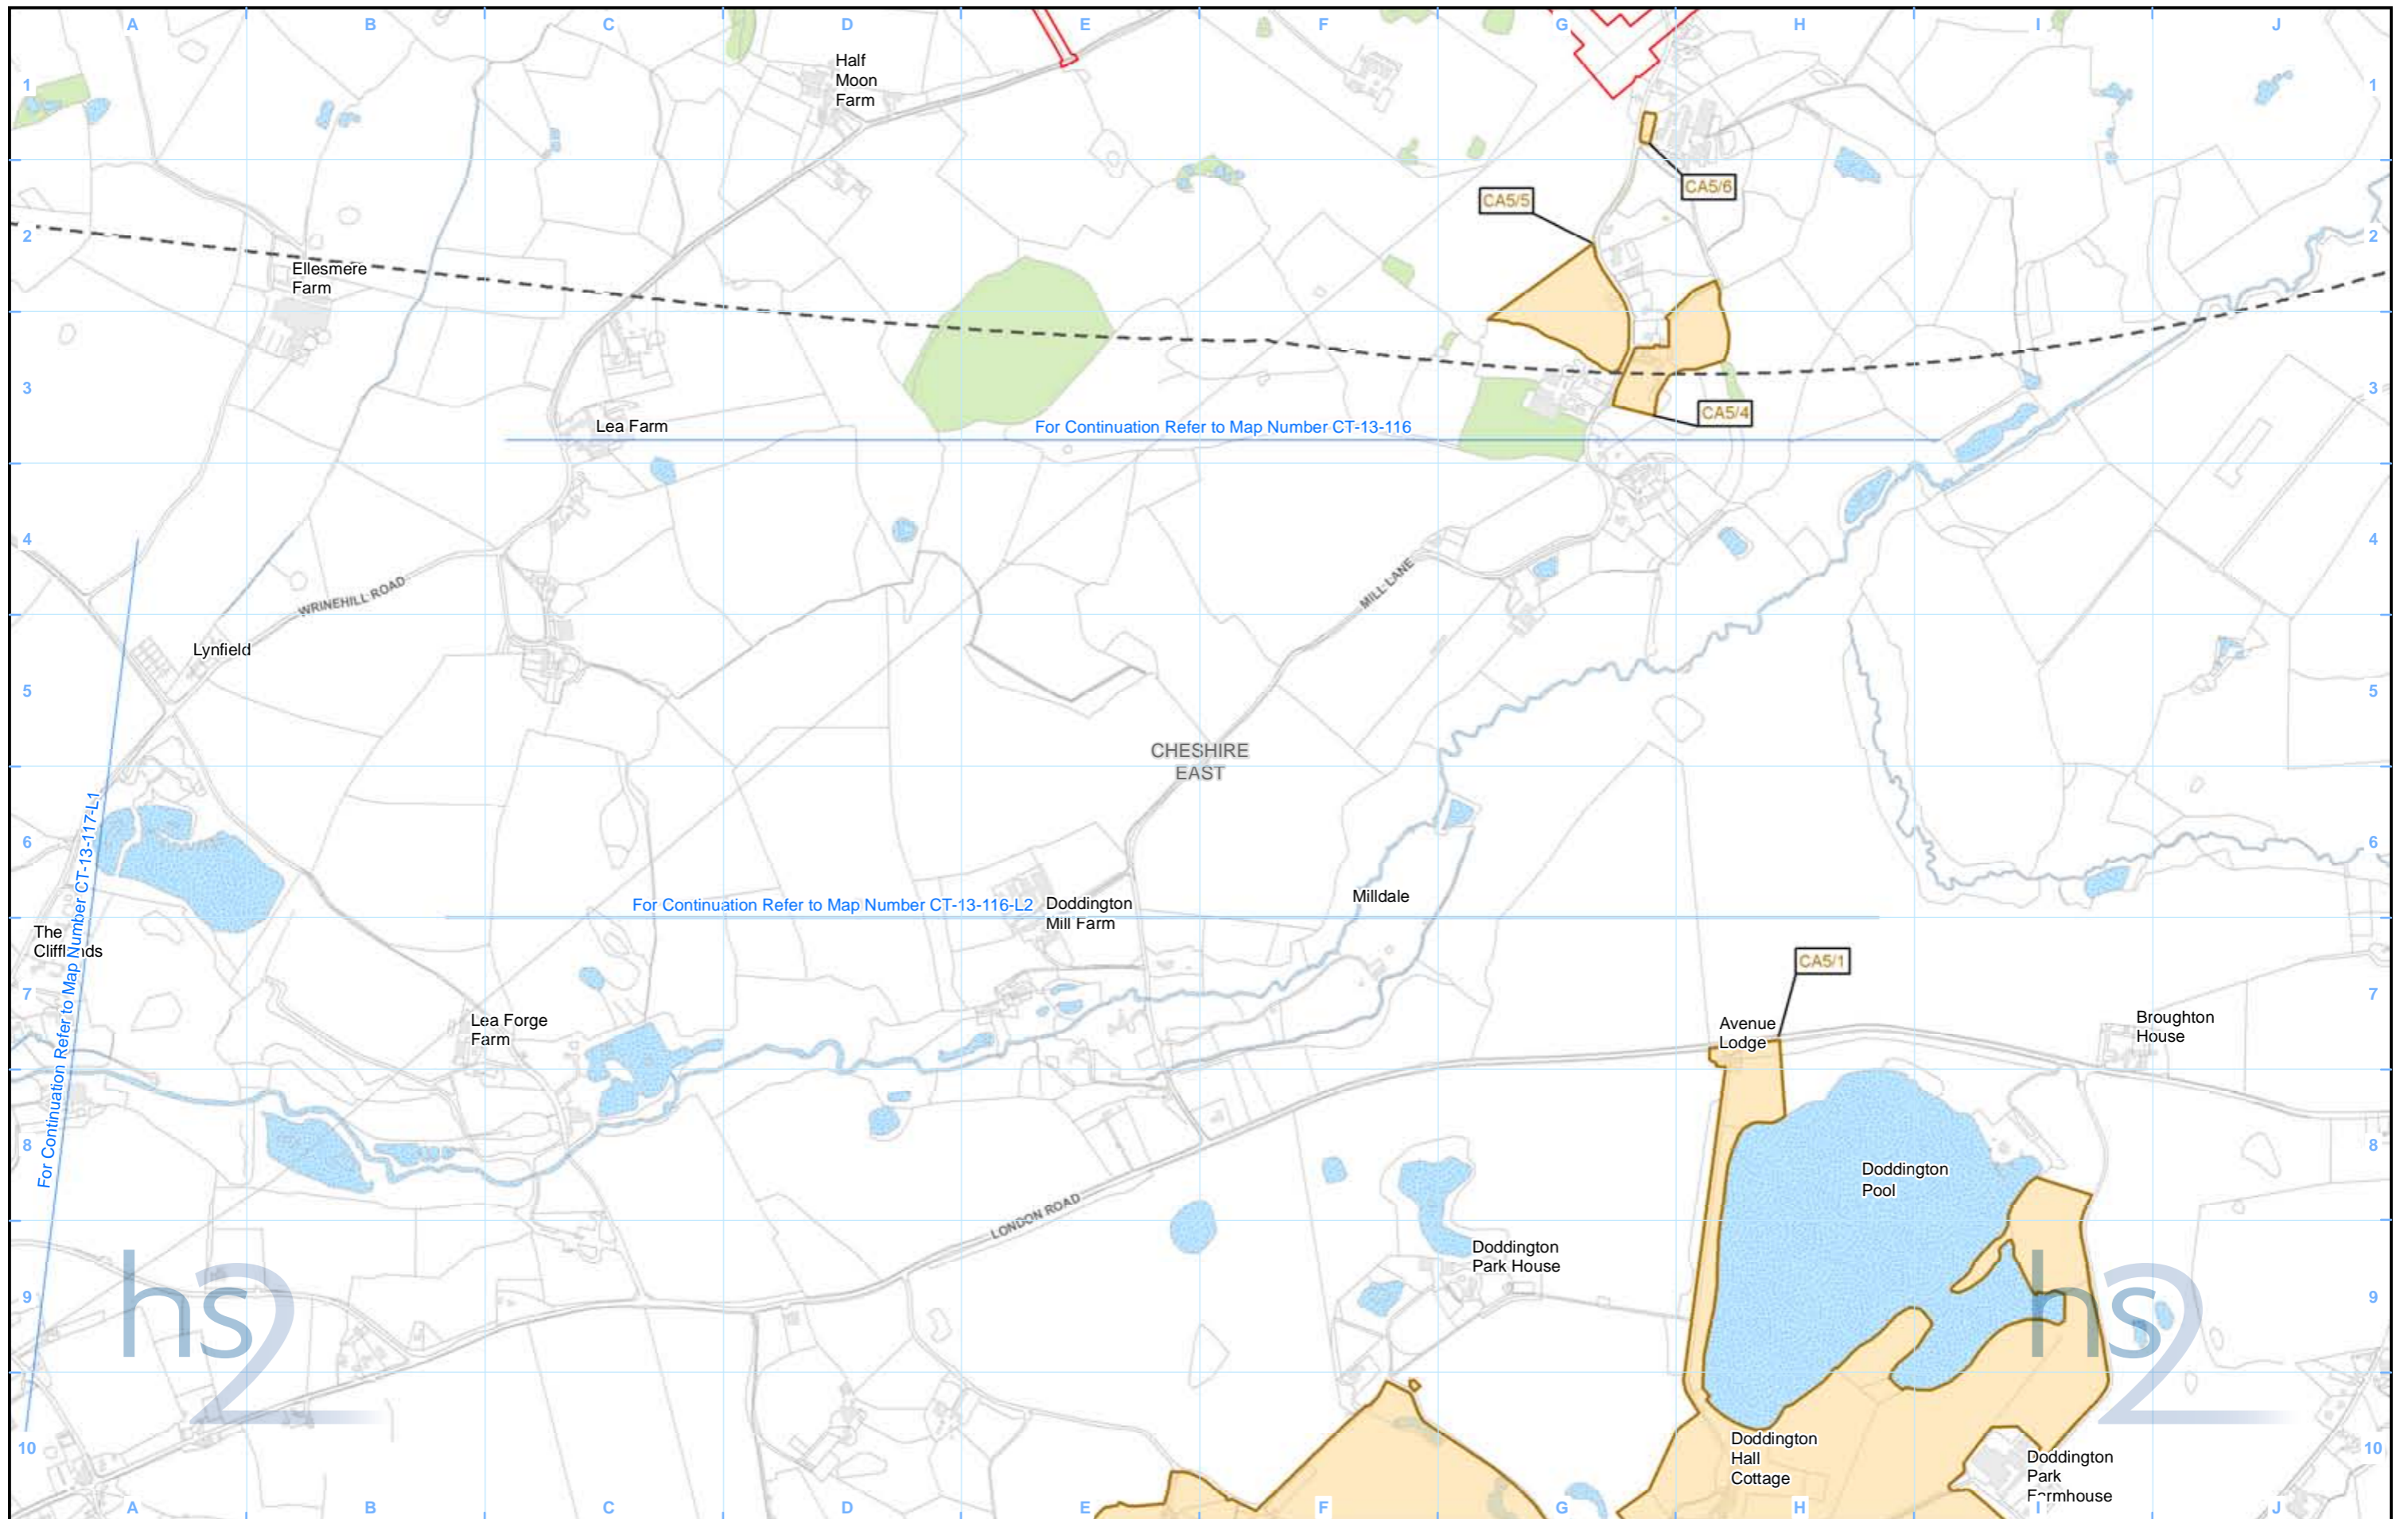 A B C D E F G H I J
1
1
Half
Moon
Farm
CA5/6
CA5/5
2
2
Ellesmere
Farm
3
3
CA5/4
Lea Farm
For Continuation Refer to Map Number CT-13-116
4
4
MILL LANE
WRINEHILL ROAD
Lynfield
5
5
CHESHIRE
EAST
For Continuation Refer to Map Number CT-13-117-L1
6
6
Milldale
For Continuation Refer to Map Number CT-13-116-L2
Doddington
Mill Farm
The
Cliffl nds
CA5/1
7
7
Lea Forge
Farm
Avenue
Lodge
Broughton
House
8
8
Doddington
Pool
LONDON ROAD
Doddington
Park House
9
9
hs2
hs2
10
10
Doddington
Hall
Cottage
Doddington
Park
Farmhouse
A B C D E F G H I J